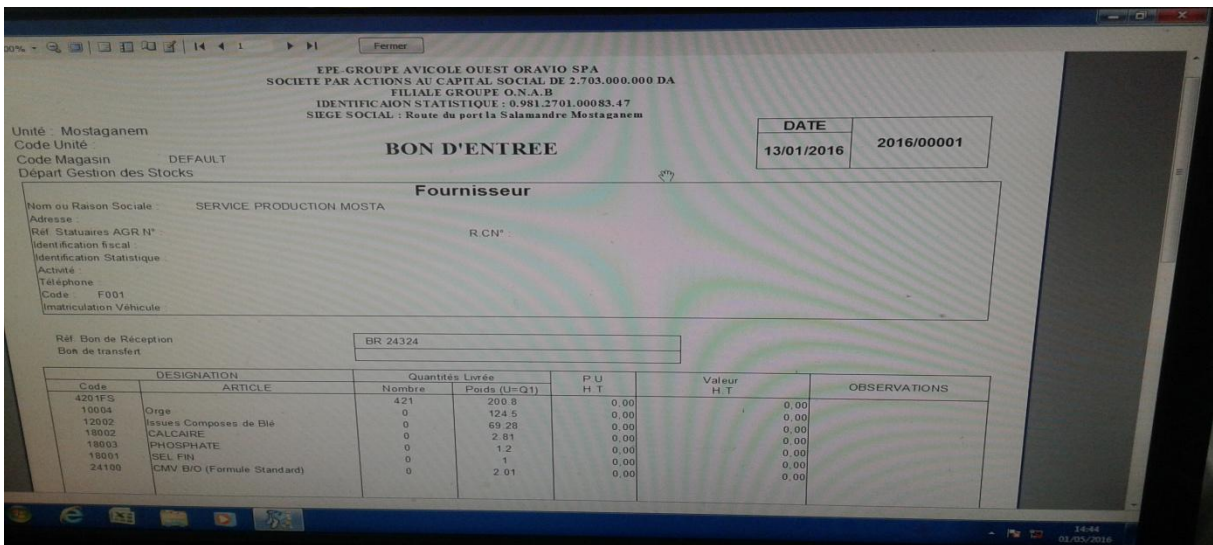 00% 1 Fermer
EPE-GROUPE AVICOLE OUEST ORAVIO SPA
SOCIETE PAR ACTIONS AU CAPITAL SOCIAL DE 2.703.000.000 DA
FILIALE GROUPE O.N.A.B
IDENTIFICAION STATISTIQUE : 0.981.2701.00083.47
SIEGE SOCIAL : Route du port la Salamandre Mostaganem
Unité : Mostaganem
Code Unité
Code Magasin DEFAULT
Départ Gestion des Stocks
BON D'ENTREE
DATE
13/01/2016
2016/00001
Fournisseur
Nom ou Raison Sociale : SERVICE PRODUCTION MOSTA
Adresse :
Réf. Statuaires AGR N° : R.CN° :
Identification fiscal :
Identification Statistique :
Activité :
Téléphone :
Code : F001
Imatriculation Véhicule
Réf. Bon de Réception BR 24324
Bon de transfert
DESIGNATION Quantités Livrée P.U H.T Valeur H.T OBSERVATIONS
Code ARTICLE Nombre Poids (U=Q1)
4201FS 421 200.8 0,00 0,00
10004 Orge 0 124.5 0,00 0,00
12002 Issues Composes de Blé 0 69.28 0,00 0,00
18002 CALCAIRE 0 2.81 0,00 0,00
18003 PHOSPHATE 0 1.2 0,00 0,00
18001 SEL FIN 0 1 0,00 0,00
24100 CMV B/O (Formule Standard) 0 2.01 0,00 0,00
14:44
01/05/2016